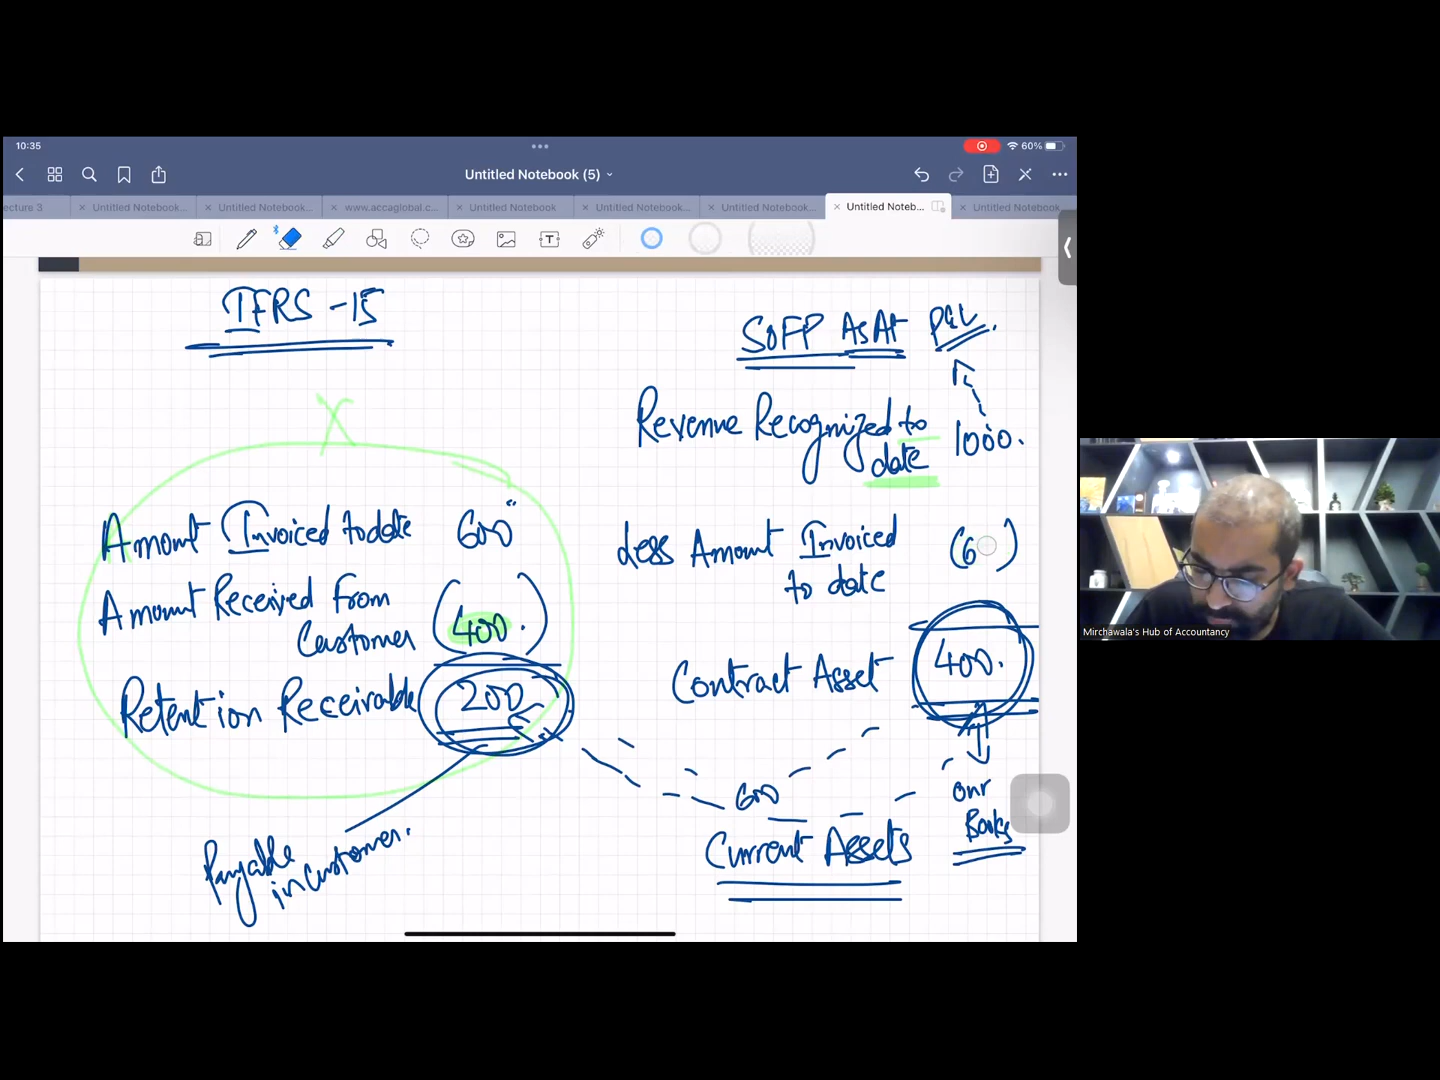 10:35
60%
Untitled Notebook (5)
ecture 3
Untitled Notebook...
Untitled Notebook...
www.accaglobal.c...
Untitled Notebook
Untitled Notebook...
Untitled Notebook...
Untitled Noteb...
Untitled Notebook
IFRS -15
SOFP As At P&L.
X
Revenue Recognized to
date 1000.
Amount Invoiced to date 600
Amount Received From
Customer (400.)
Retention Receivable 200
Payable
in customer.
Less Amount Invoiced
to date (6 )
Contract Asset 400.
our
Books
600
Current Assets
Mirchawala's Hub of Accountancy